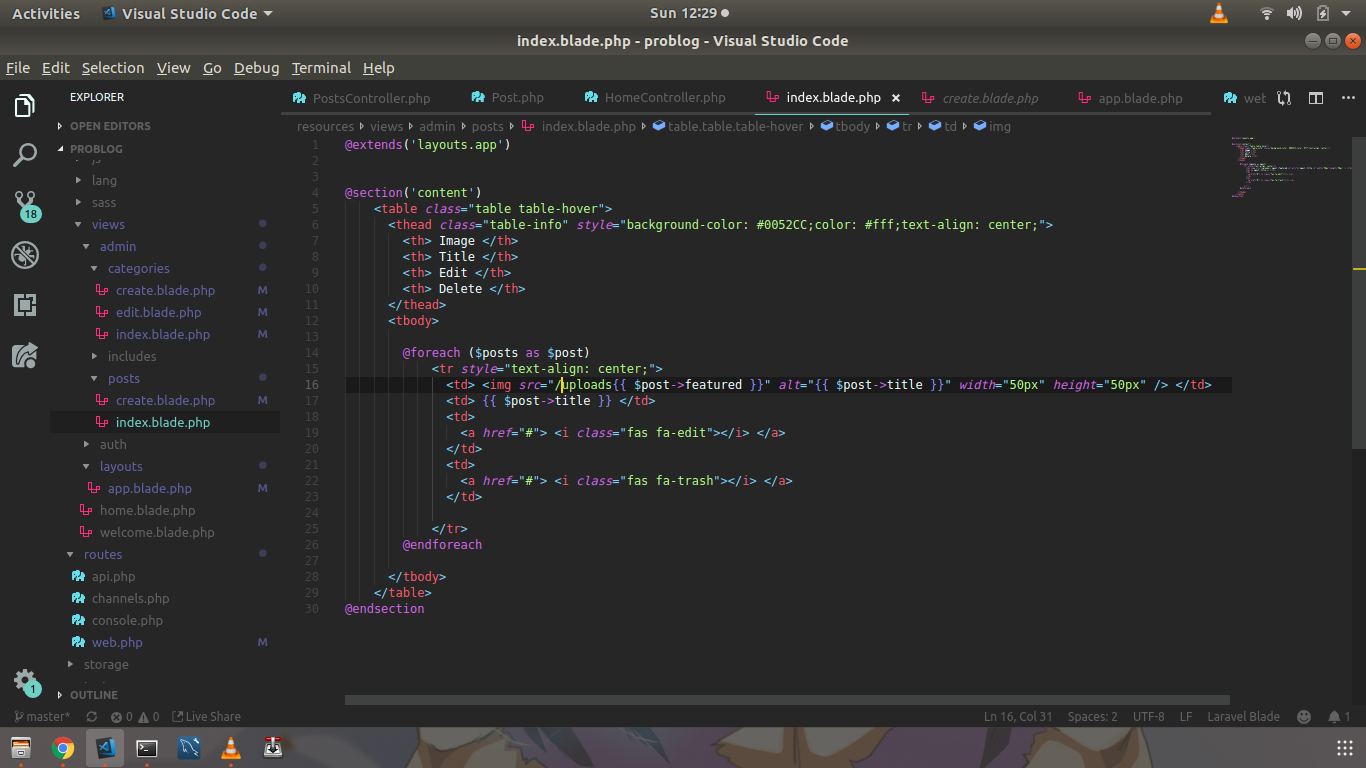 Activities Visual Studio Code Sun 12:29
index.blade.php - problog - Visual Studio Code
File Edit Selection View Go Debug Terminal Help
EXPLORER
OPEN EDITORS
PROBLOG
js
lang
sass
views
admin
categories
create.blade.php M
edit.blade.php M
index.blade.php M
includes
posts
create.blade.php M
index.blade.php
auth
layouts
app.blade.php M
home.blade.php
welcome.blade.php
routes
api.php
channels.php
console.php
web.php M
storage
OUTLINE
18
1
PostsController.php Post.php HomeController.php index.blade.php × create.blade.php app.blade.php wet
resources views admin posts index.blade.php table.table.table-hover tbody tr td img
1 @extends('layouts.app')
2
3
4 @section('content')
5 <table class="table table-hover">
6 <thead class="table-info" style="background-color: #0052CC;color: #fff;text-align: center;">
7 <th> Image </th>
8 <th> Title </th>
9 <th> Edit </th>
10 <th> Delete </th>
11 </thead>
12 <tbody>
13
14 @foreach ($posts as $post)
15 <tr style="text-align: center;">
16 <td> <img src="/uploads{{ $post->featured }}" alt="{{ $post->title }}" width="50px" height="50px" /> </td>
17 <td> {{ $post->title }} </td>
18 <td>
19 <a href="#"> <i class="fas fa-edit"></i> </a>
20 </td>
21 <td>
22 <a href="#"> <i class="fas fa-trash"></i> </a>
23 </td>
24
25 </tr>
26 @endforeach
27
28 </tbody>
29 </table>
30 @endsection
master* 0 0 Live Share Ln 16, Col 31 Spaces: 2 UTF-8 LF Laravel Blade 1